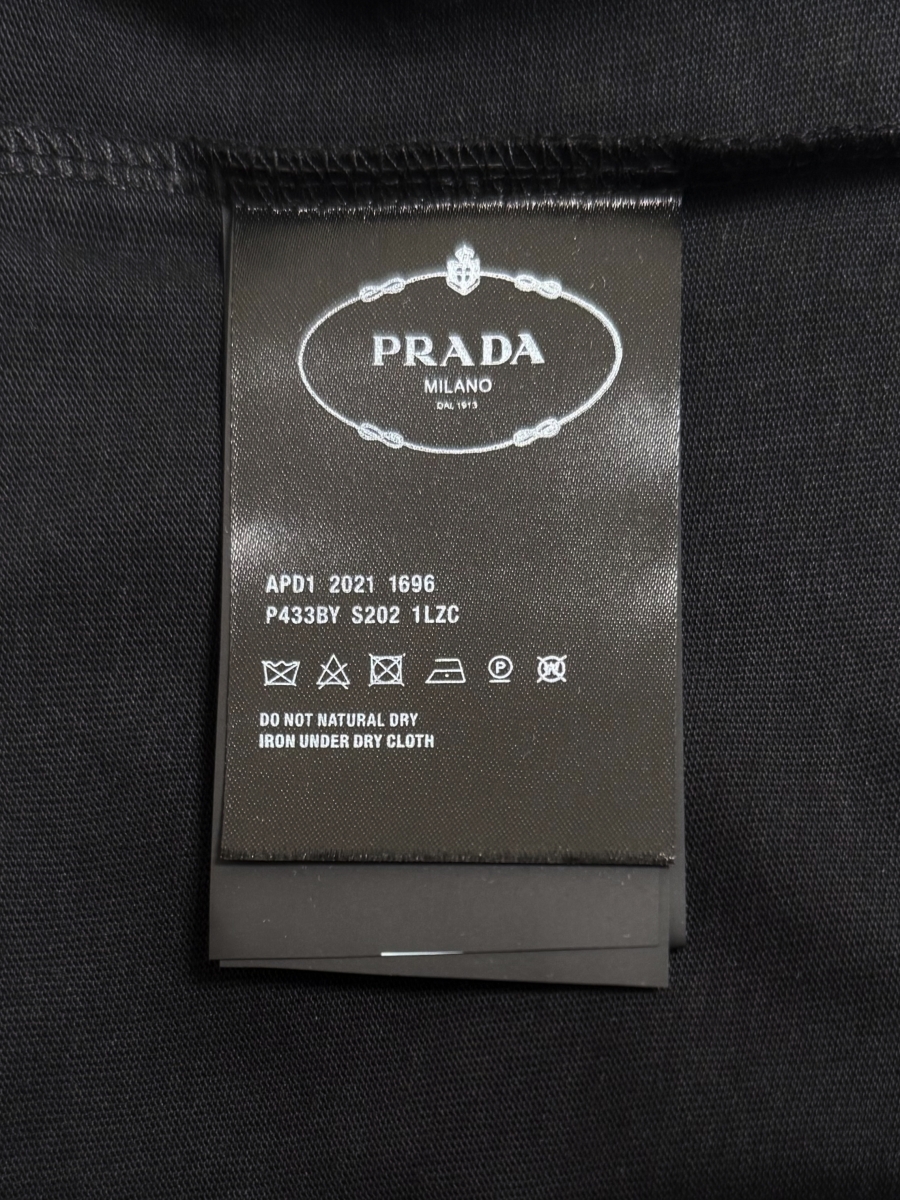 PRADA
MILANO
DAL 1913
APD1 2021 1696
P433BY S202 1LZC
P
W
DO NOT NATURAL DRY
IRON UNDER DRY CLOTH